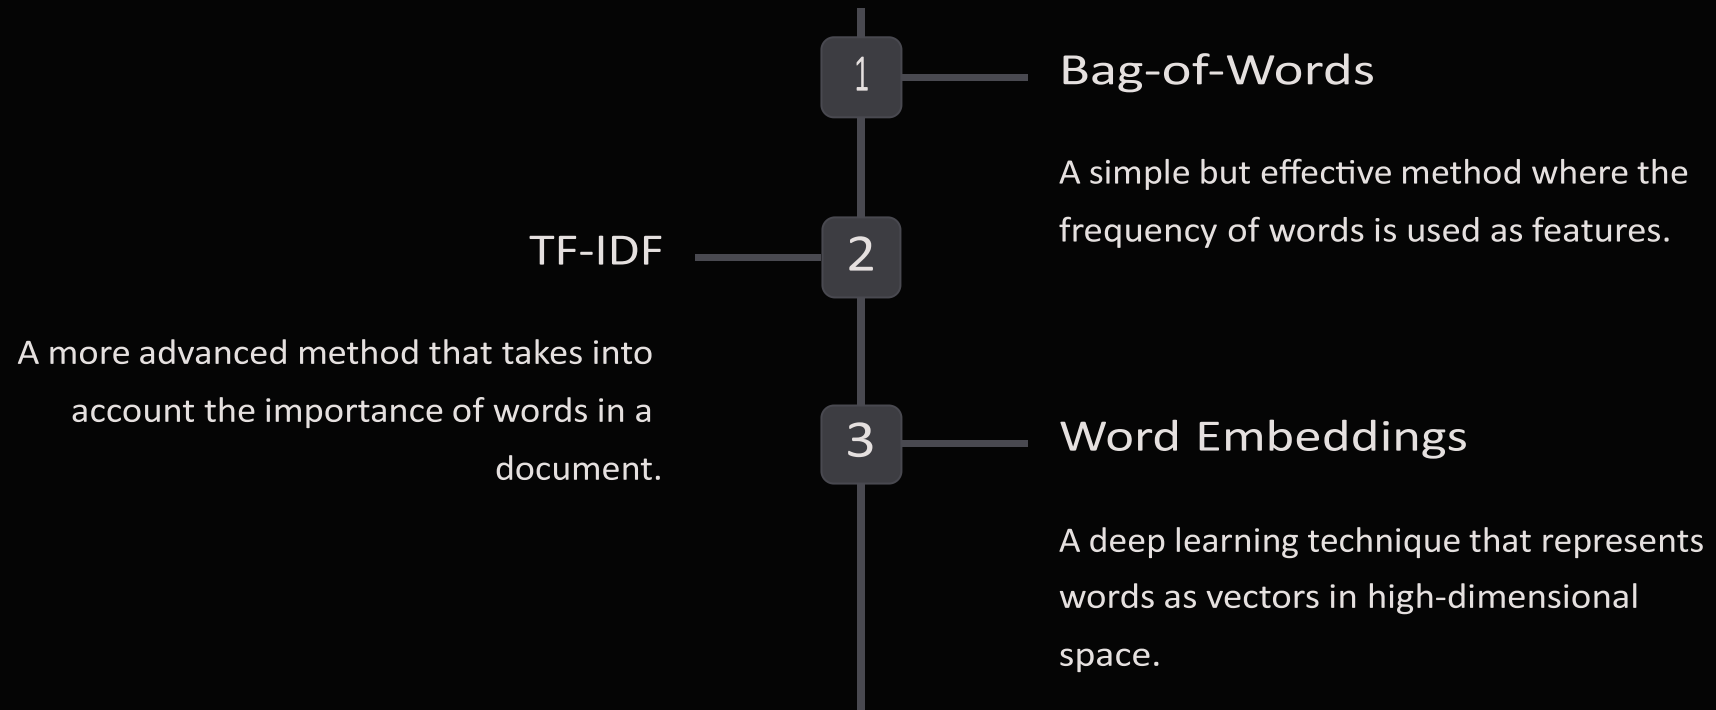 1
Bag-of-Words
A simple but effective method where the
frequency of words is used as features.
2
TF-IDF
A more advanced method that takes into
account the importance of words in a
document.
3
Word Embeddings
A deep learning technique that represents
words as vectors in high-dimensional
space.